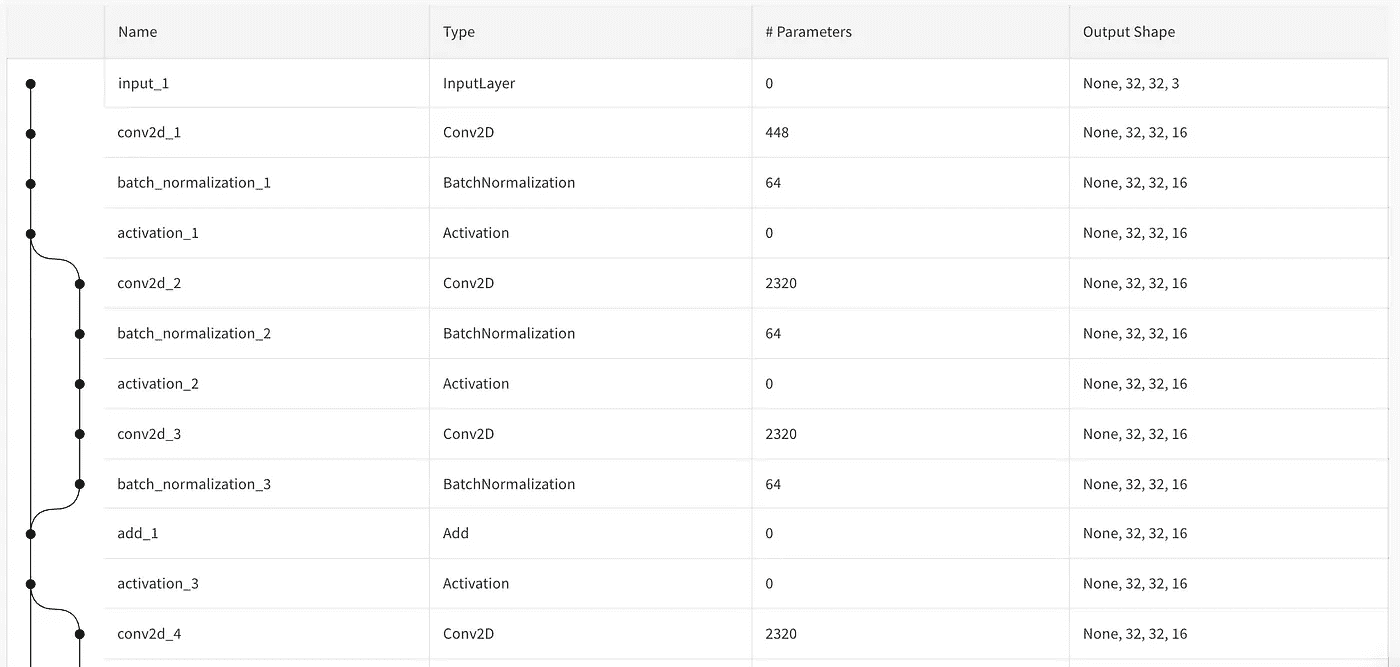 Name Type # Parameters Output Shape
input_1 InputLayer 0 None, 32, 32, 3
conv2d_1 Conv2D 448 None, 32, 32, 16
batch_normalization_1 BatchNormalization 64 None, 32, 32, 16
activation_1 Activation 0 None, 32, 32, 16
conv2d_2 Conv2D 2320 None, 32, 32, 16
batch_normalization_2 BatchNormalization 64 None, 32, 32, 16
activation_2 Activation 0 None, 32, 32, 16
conv2d_3 Conv2D 2320 None, 32, 32, 16
batch_normalization_3 BatchNormalization 64 None, 32, 32, 16
add_1 Add 0 None, 32, 32, 16
activation_3 Activation 0 None, 32, 32, 16
conv2d_4 Conv2D 2320 None, 32, 32, 16